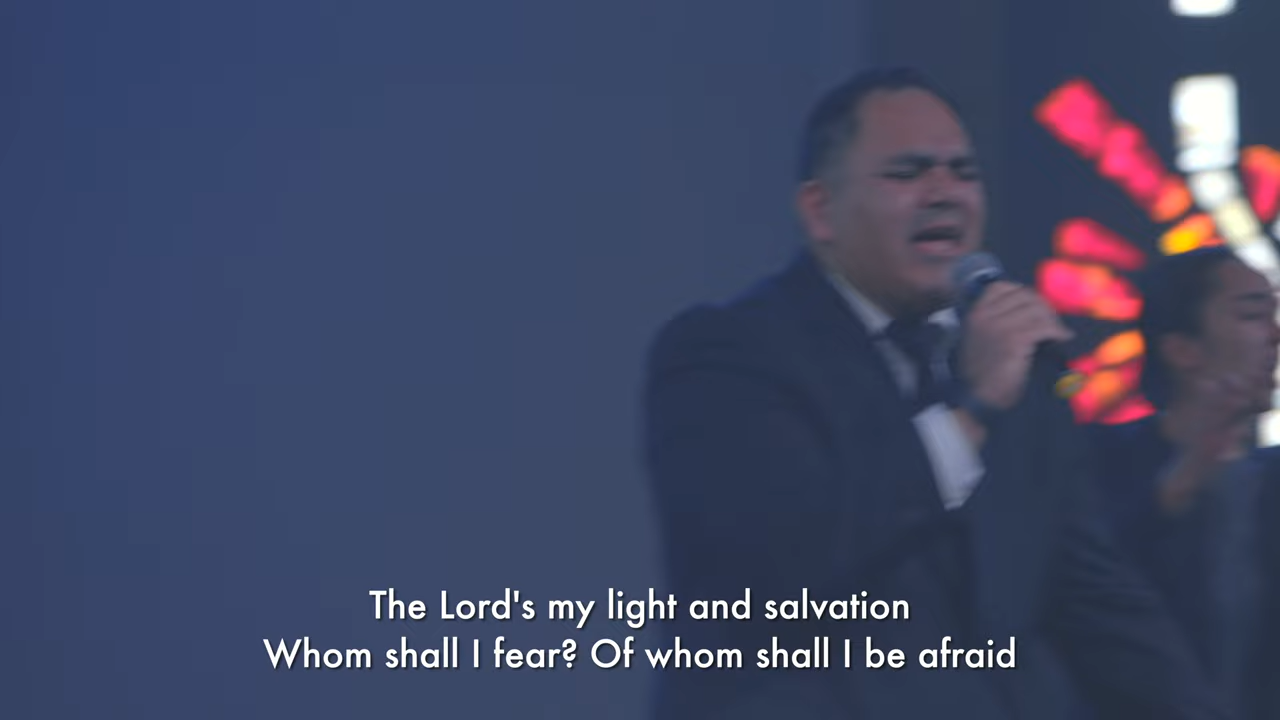 The Lord's my light and salvation
Whom shall I fear? Of whom shall I be afraid